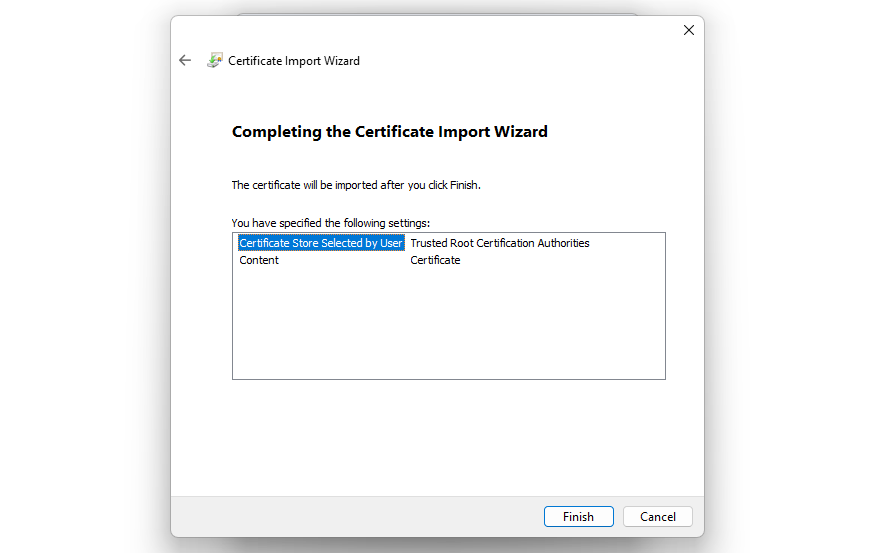 Certificate Import Wizard
Completing the Certificate Import Wizard
The certificate will be imported after you click Finish.
You have specified the following settings:
Certificate Store Selected by User Trusted Root Certification Authorities
Content Certificate
Finish Cancel